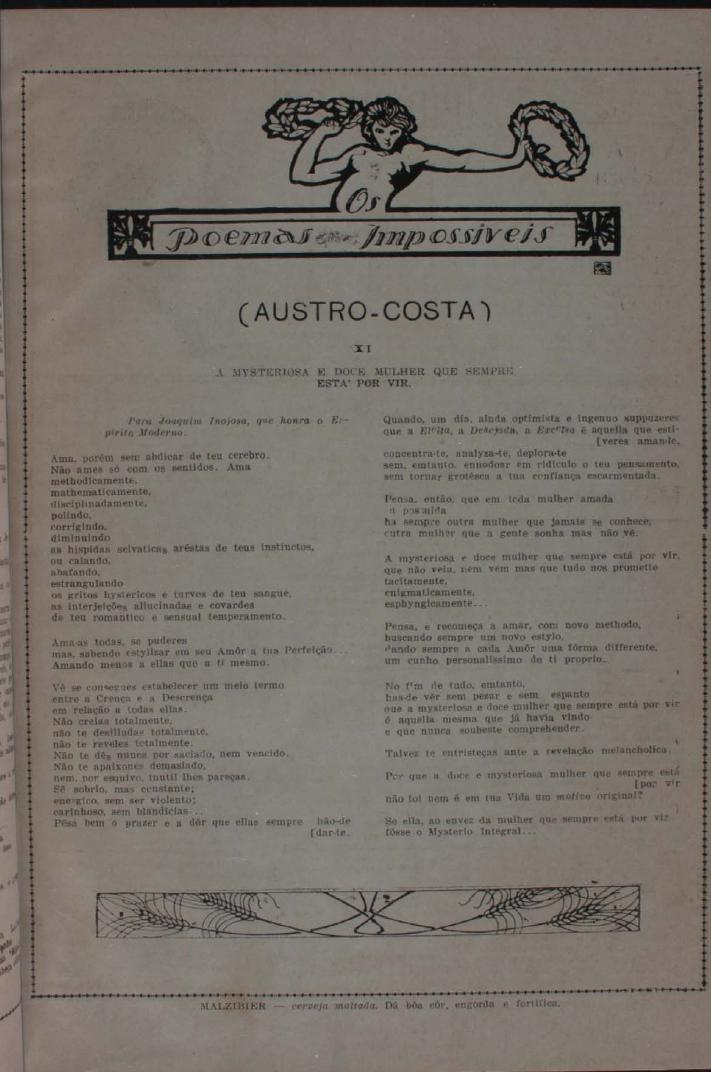 Os
Poemas Impossiveis
(AUSTRO-COSTA)
XI
A MYSTERIOSA E DOCE MULHER QUE SEMPRE
ESTA' POR VIR.
Para Joaquim Inojosa, que honra o Es-
pirito Moderno.
Ama, porém sem abdicar de teu cerebro.
Não ames só com os sentidos. Ama
methodicamente,
mathematicamente,
disciplinadamente,
polindo,
corrigindo,
diminuindo
as hispidas selvaticas aréstas de teus instinctos,
ou calando,
abafando,
estrangulando
os gritos hystericos e turvos de teu sangue,
as interjeições allucinadas e covardes
de teu romantico e sensual temperamento.
Ama-as todas, se puderes
mas, sabendo estylizar em seu Amôr a tua Perfeição...
Amando menos a ellas que a ti mesmo.
Vê se consegues estabelecer um meio termo
entre a Crença e a Descrença
em relação a todas ellas.
Não creias totalmente,
não te desilludas totalmente,
não te reveles totalmente.
Não te dês nunca por saciado, nem vencido.
Não te apaixones demasiado,
nem, por esquivo, inutil lhes pareças.
Sê sobrio, mas constante;
energico, sem ser violento;
carinhoso, sem blandicias...
Pésa bem o prazer e a dôr que ellas sempre hão-de
[dar-te.
Quando, um dia, ainda optimista e ingenuo suppuzeres
que a Eleita, a Desejada, a Excelsa é aquella que esti-
[veres amando,
concentra-te, analyza-te, deplora-te
sem, emtanto, ennodoar em ridiculo o teu pensamento,
sem tornar grotésca a tua confiança escarmentada.
Pensa, então, que em toda mulher amada
possuida
ha sempre outra mulher que jamais se conhece,
outra mulher que a gente sonha mas não vê.
A mysteriosa e doce mulher que sempre está por vir,
que não veia, nem vem mas que tudo nos promette
tacitamente,
enigmaticamente,
esphyngicamente...
Pensa, e recomeça a amar, com novo methodo,
buscando sempre um novo estylo,
dando sempre a cada Amôr uma fórma differente,
um cunho personalissimo de ti proprio.
No fim de tudo, emtanto,
has-de vêr sem pezar e sem espanto
que a mysteriosa e doce mulher que sempre está por vir
é aquella mesma que já havia vindo
e que nunca soubeste comprehender.
Talvez te entristeças ante a revelação melancholica.
Por que a doce e mysteriosa mulher que sempre está
[por vir
não foi nem é em tua Vida um motivo original?
Se ella, ao envez da mulher que sempre está por vir
fôsse o Mysterio Integral...
MALZIBIER — cerveja maltada. Dá bôa côr, engorda e fortifica.